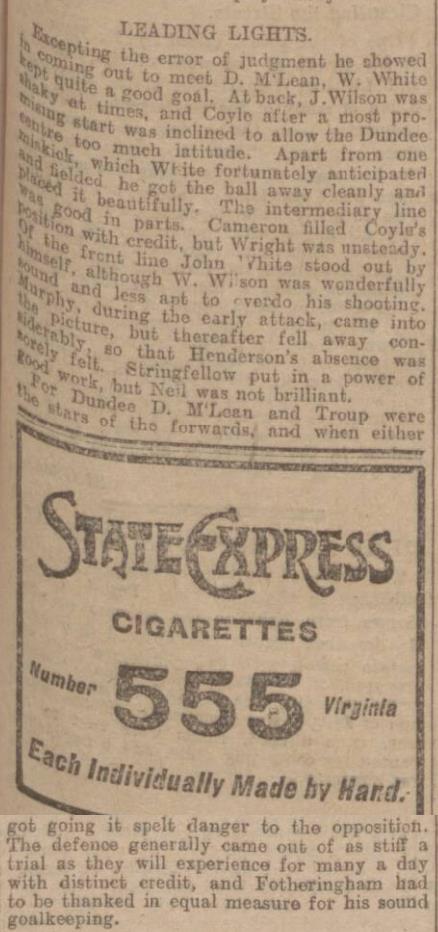 LEADING LIGHTS.
Excepting the error of judgment he showed
in coming out to meet D. M'Lean, W. White
kept quite a good goal. At back, J. Wilson was
shaky at times, and Coyle after a most pro-
mising start was inclined to allow the Dundee
centre too much latitude. Apart from one
miskick, which White fortunately anticipated
and fielded he got the ball away cleanly and
placed it beautifully. The intermediary line
was good in parts. Cameron filled Coyle's
position with credit, but Wright was unsteady.
Of the front line John White stood out by
himself, although W. Wilson was wonderfully
sound and less apt to overdo his shooting.
Murphy, during the early attack, came into
the picture, but thereafter fell away con-
siderably, so that Henderson's absence was
sorely felt. Stringfellow put in a power of
good work, but Neil was not brilliant.
For Dundee D. M'Lean and Troup were
the stars of the forwards, and when either
STATE EXPRESS
CIGARETTES
Number 555 Virginia
Each Individually Made by Hand.
got going it spelt danger to the opposition.
The defence generally came out of as stiff a
trial as they will experience for many a day
with distinct credit, and Fotheringham had
to be thanked in equal measure for his sound
goalkeeping.